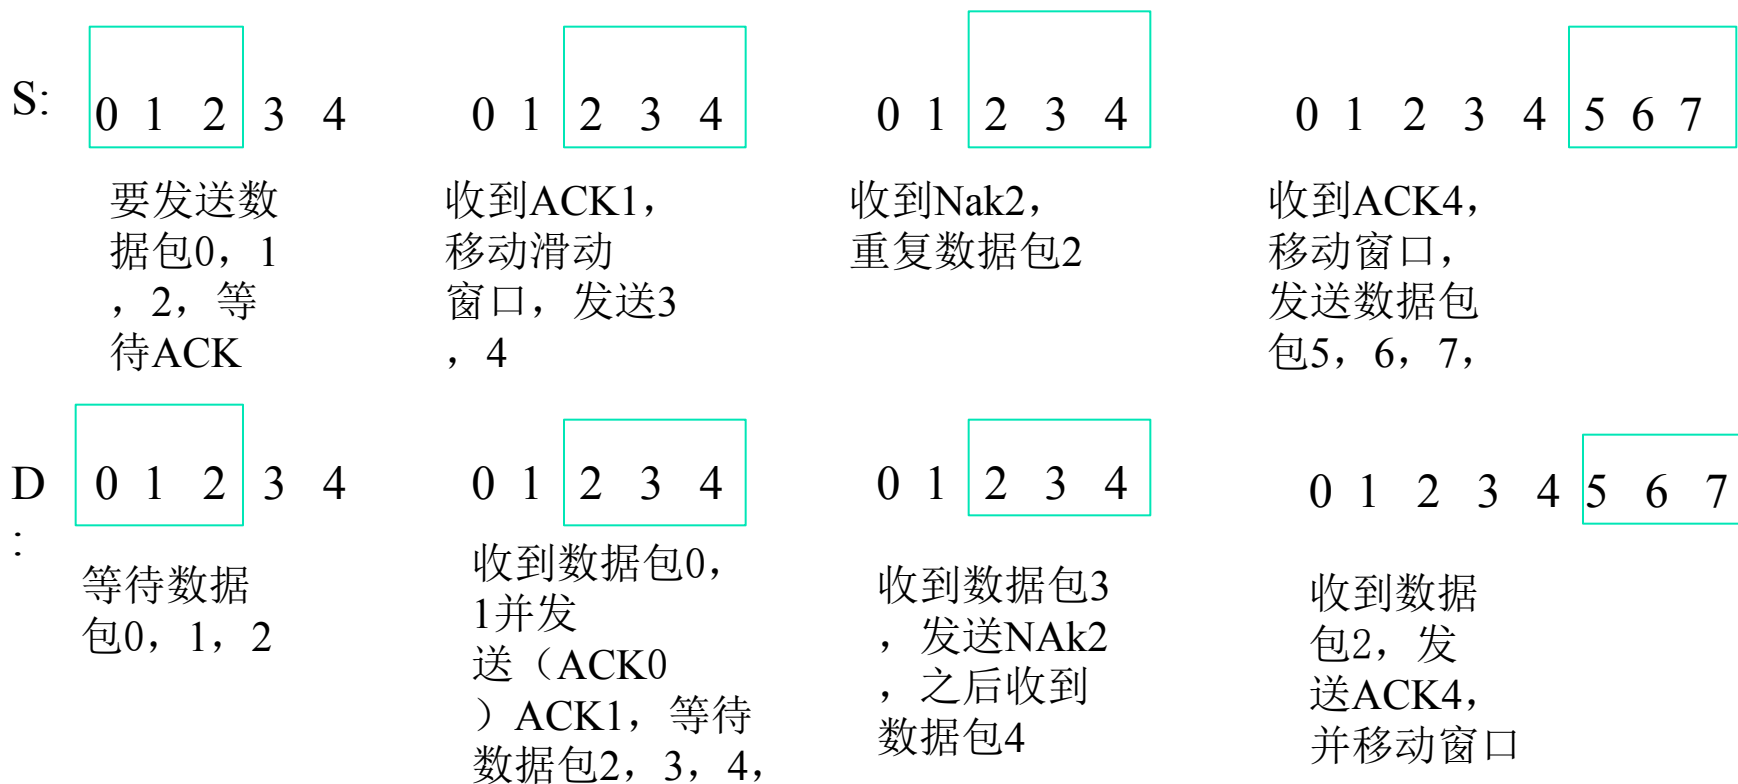 S:
0 1 2 3 4
0 1 2 3 4
0 1 2 3 4
0 1 2 3 4 5 6 7
要发送数
据包0，1
，2，等
待ACK
收到ACK1，
移动滑动
窗口，发送3
，4
收到Nak2，
重复数据包2
收到ACK4，
移动窗口，
发送数据包
包5，6，7，
D
:
0 1 2 3 4
0 1 2 3 4
0 1 2 3 4
0 1 2 3 4 5 6 7
等待数据
包0，1，2
收到数据包0，
1并发
送（ACK0
）ACK1，等待
数据包2，3，4，
收到数据包3
，发送NAk2
，之后收到
数据包4
收到数据
包2，发
送ACK4，
并移动窗口